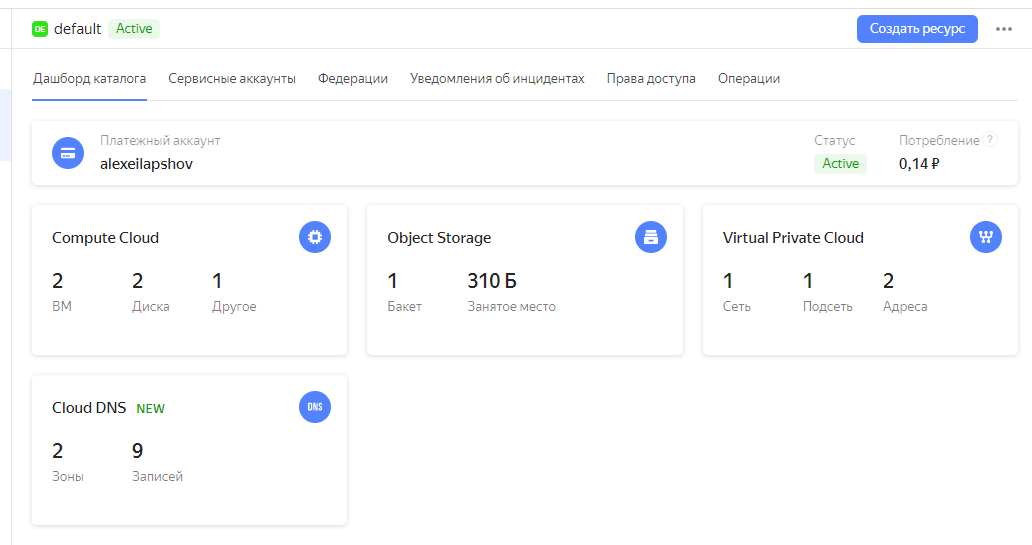 DE default Active Создать ресурс
Дашборд каталога Сервисные аккаунты Федерации Уведомления об инцидентах Права доступа Операции
Платежный аккаунт Статус Потребление ?
alexeilapshov Active 0,14 ₽
Compute Cloud Object Storage Virtual Private Cloud
2 2 1 1 310 Б 1 1 2
ВМ Диска Другое Бакет Занятое место Сеть Подсеть Адреса
Cloud DNS NEW DNS
2 9
Зоны Записей